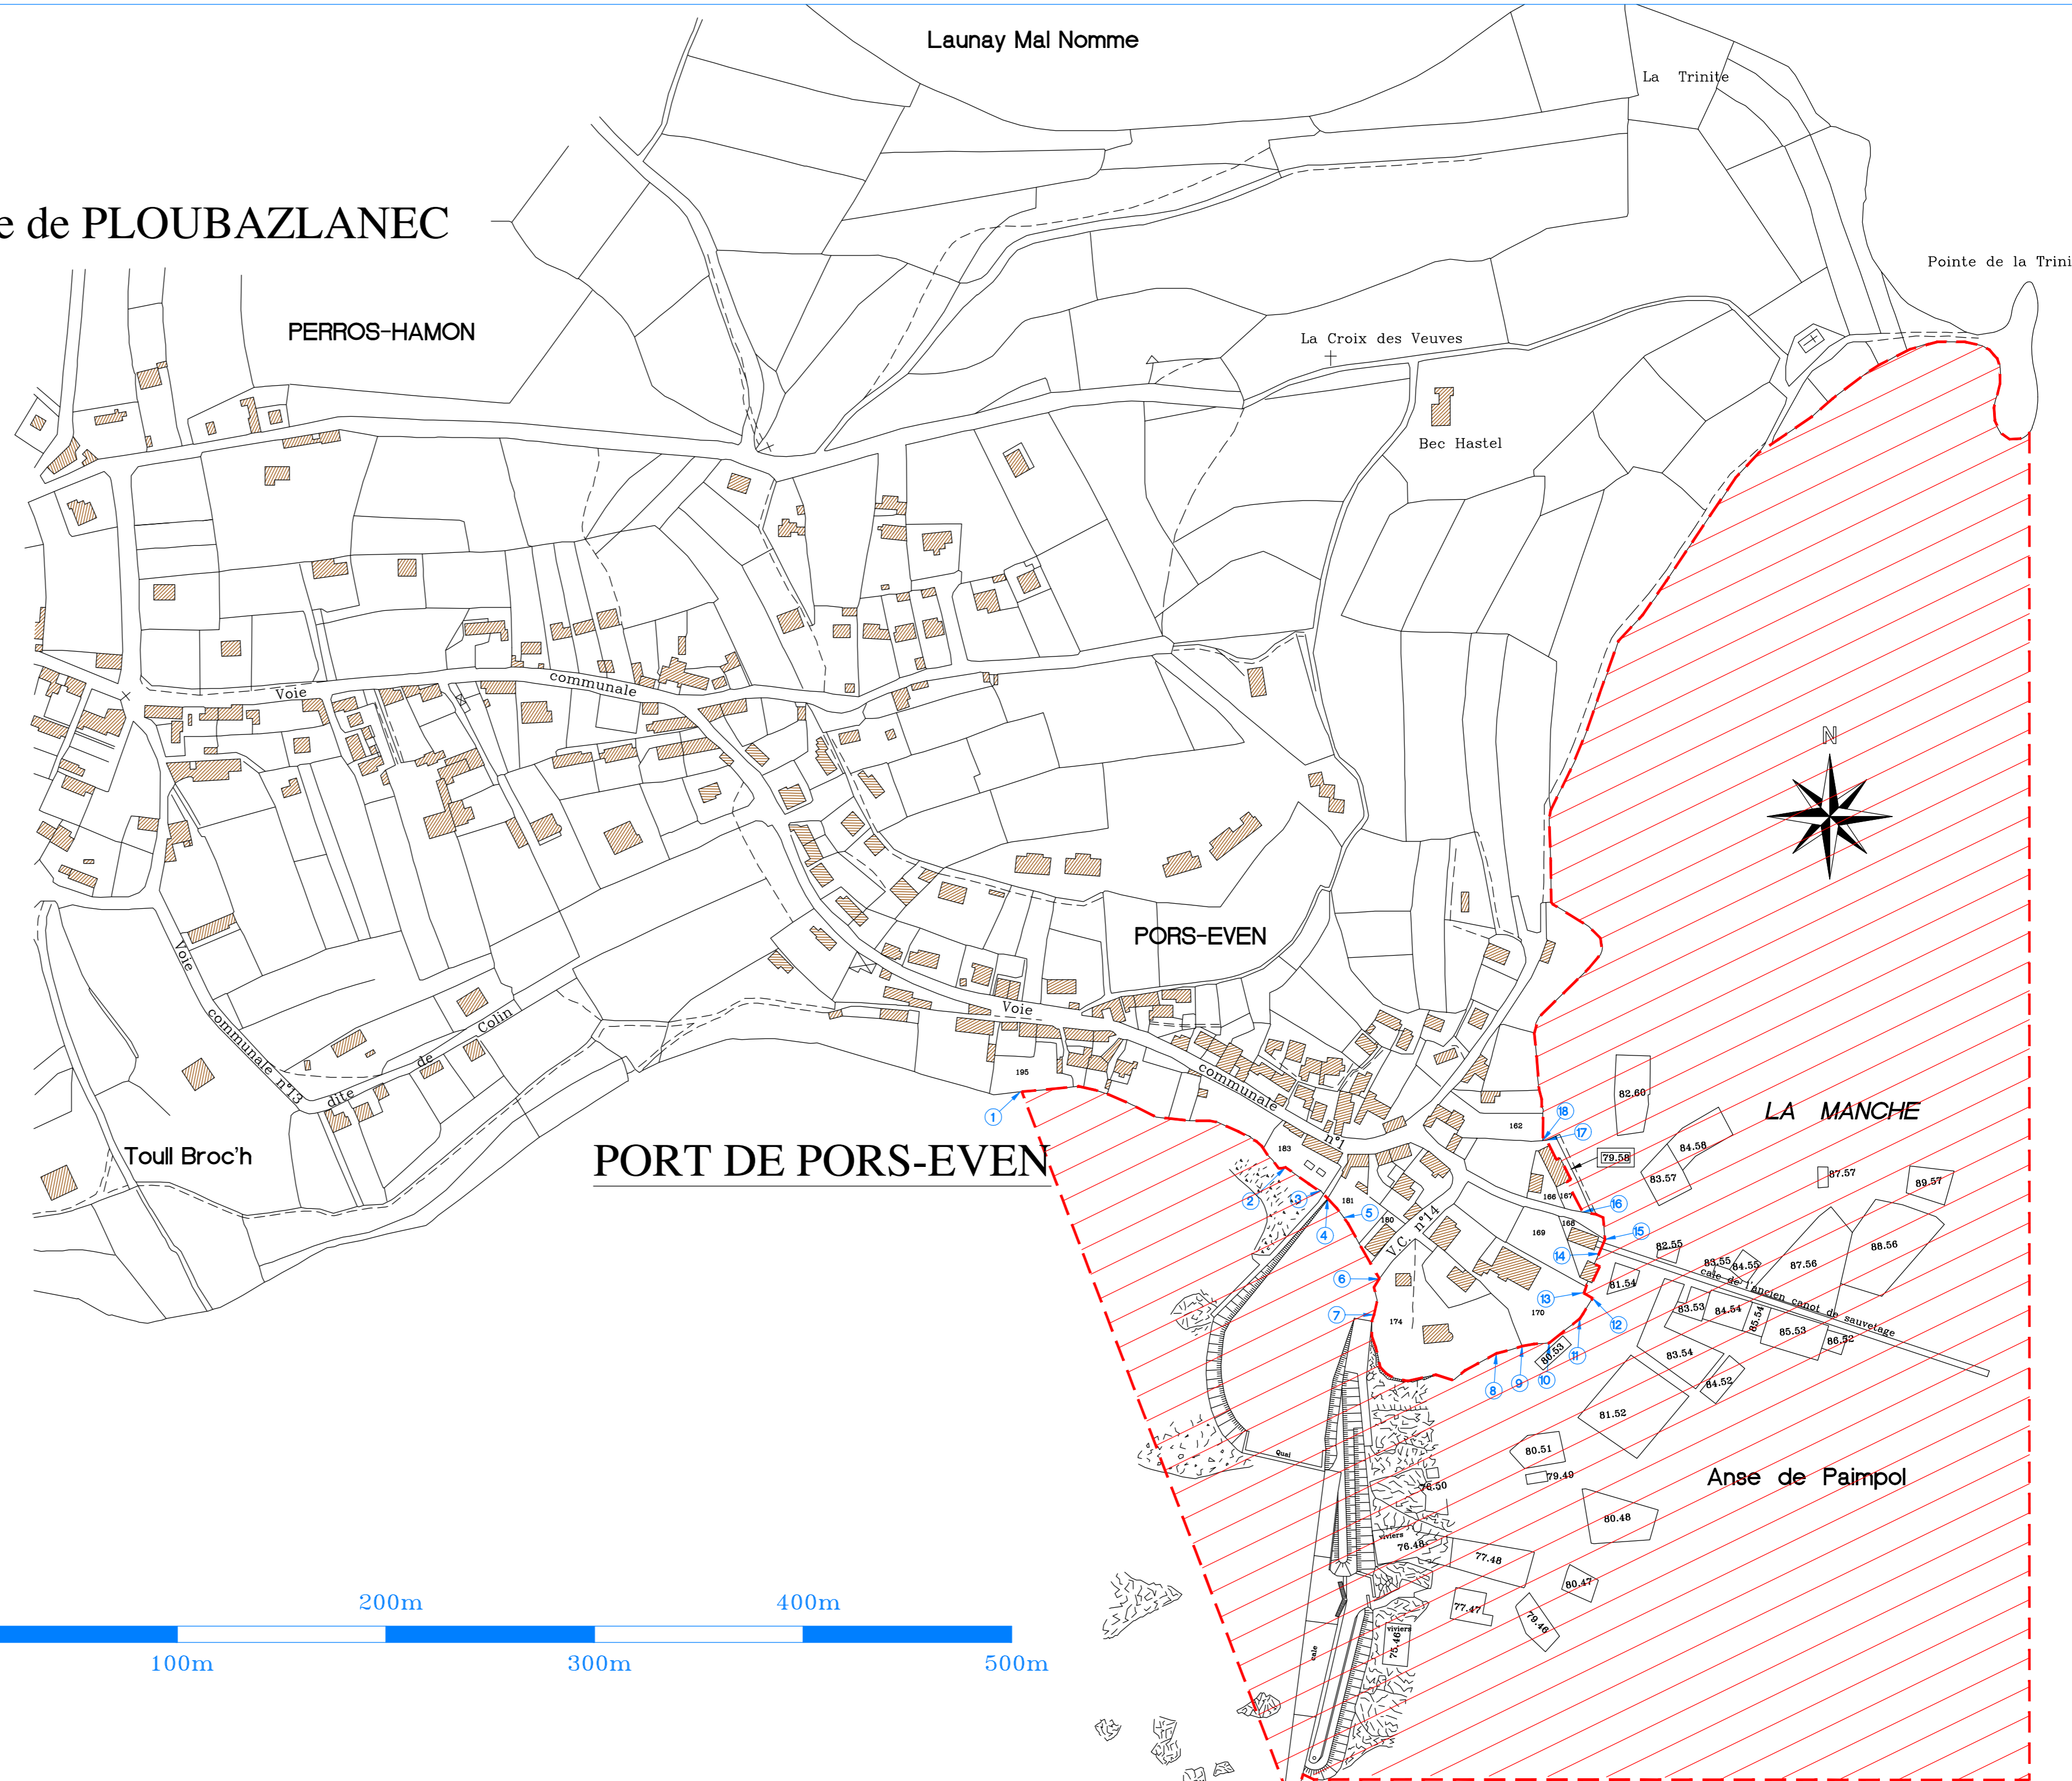 Launay Mal Nomme
La Trinite
e de PLOUBAZLANEC
Pointe de la Trini
PERROS-HAMON
La Croix des Veuves
Bec Hastel
Voie
communale
N
PORS-EVEN
Voie
communale n°13
dite de Colin
Voie
communale
n°1
195
1
162
18
17
82.60
LA MANCHE
84.58
79.58
83.57
87.57
89.57
Toull Broc'h
PORT DE PORS-EVEN
183
2
3
4
181
5
180
V.C. n°14
166
167
16
168
169
15
14
82.55
83.55
84.55
87.56
88.56
81.54
cale de l'ancien canot de sauvetage
6
7
174
170
13
12
11
10
9
8
80.53
83.53
84.54
85.54
85.53
86.52
83.54
84.52
81.52
80.51
79.49
Quai
76.50
Anse de Paimpol
80.48
viviers
76.48
77.48
80.47
77.47
79.46
viviers
75.46
cale
200m
400m
100m
300m
500m